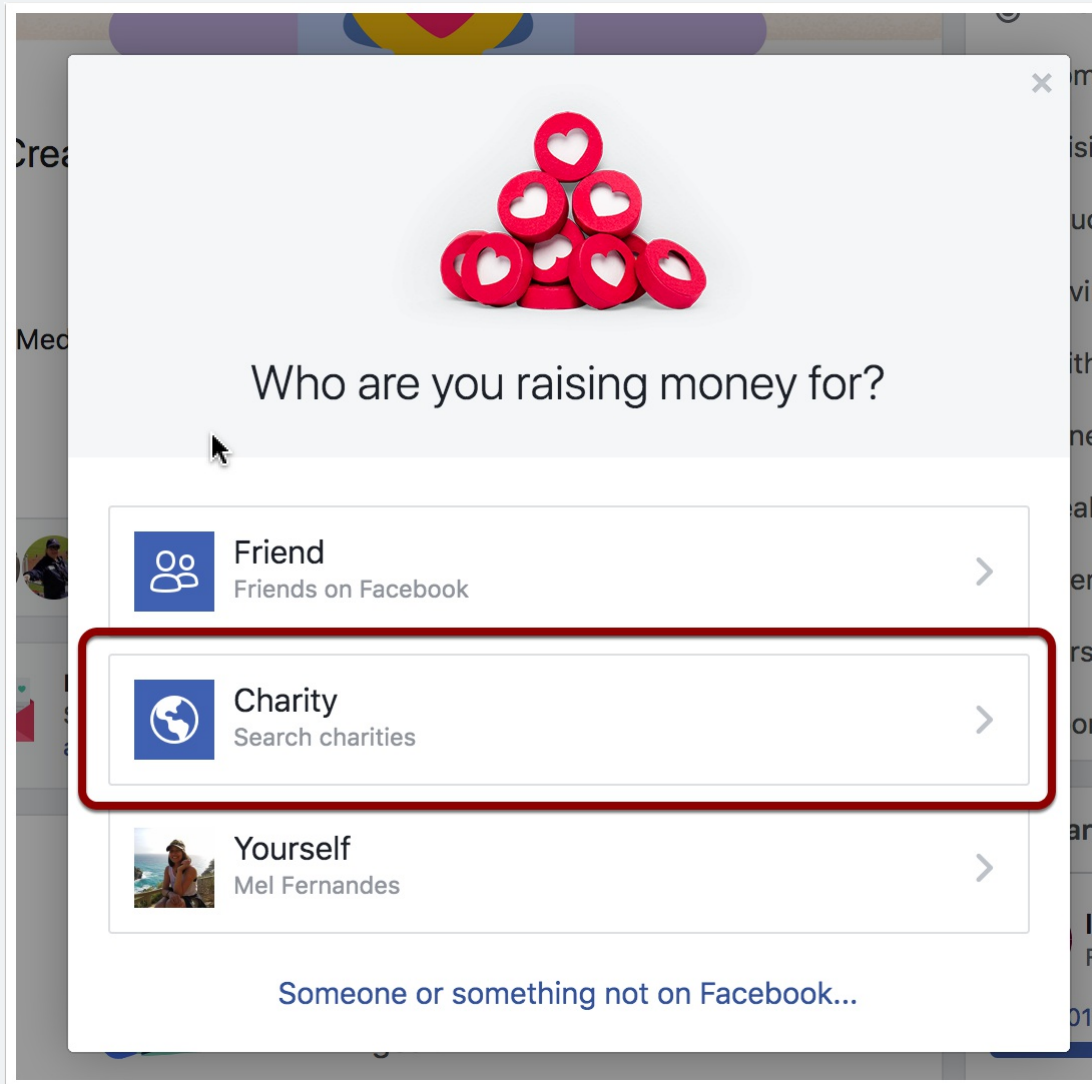 Who are you raising money for?
Friend
Friends on Facebook
Charity
Search charities
Yourself
Mel Fernandes
Someone or something not on Facebook...